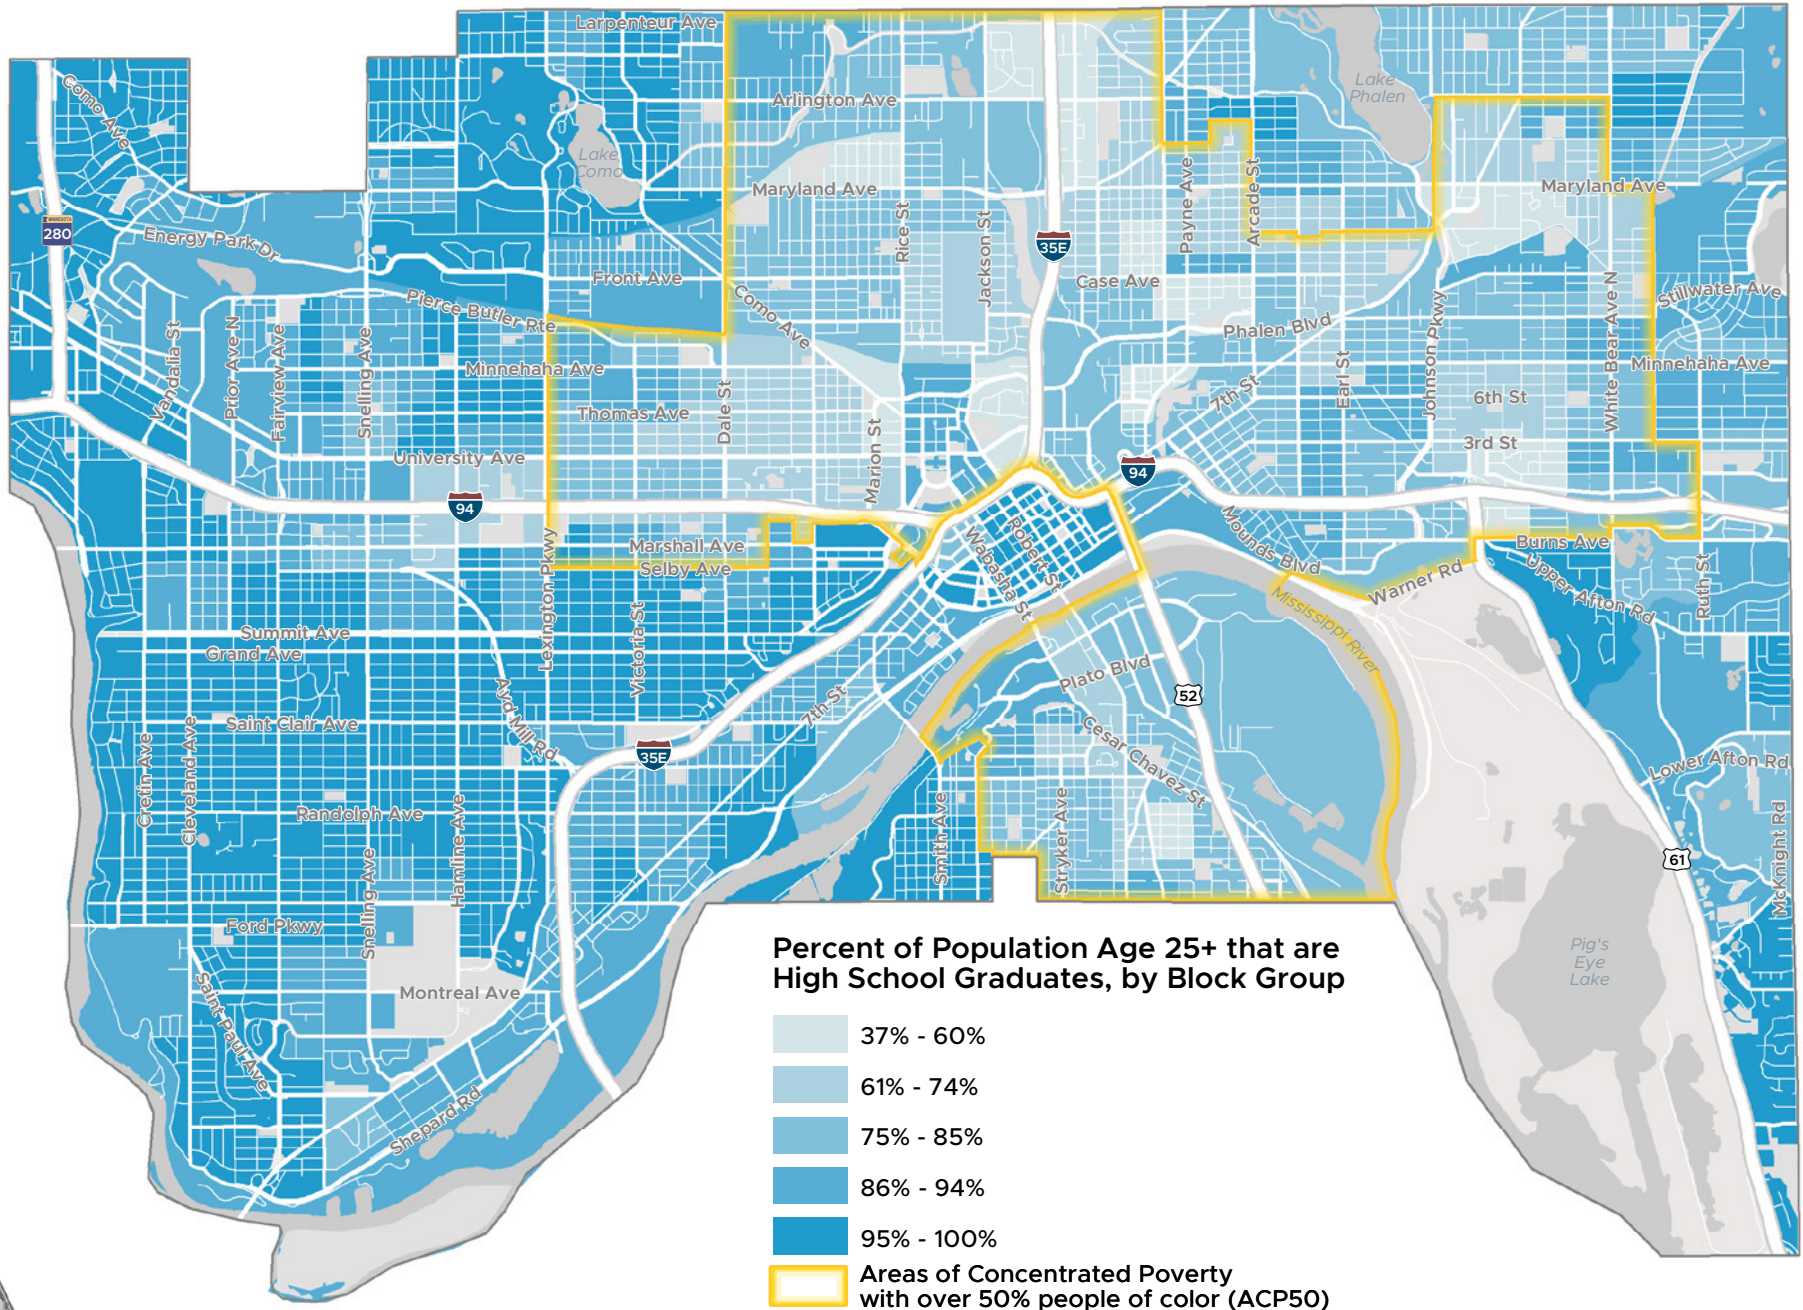 Larpenteur Ave
Como Ave
Lake
Phalen
Arlington Ave
Lake
Como
Maryland Ave
Maryland Ave
Payne Ave
Arcade St
Rice St
Jackson St
MINNESOTA
280
Energy Park Dr
35E
Front Ave
Case Ave
Stillwater Ave
Pierce Butler Rte
Como Ave
Phalen Blvd
Johnson Pkwy
White Bear Ave N
Vandalia St
Prior Ave N
Fairview Ave
Snelling Ave
Minnehaha Ave
Minnehaha Ave
Earl St
7th St
6th St
Thomas Ave
Dale St
Marion St
3rd St
University Ave
94
94
Lexington Pkwy
Marshall Ave
Selby Ave
Wabasha St
Robert St
Mounds Blvd
Burns Ave
Upper Afton Rd
Ruth St
Warner Rd
Mississippi River
Summit Ave
Grand Ave
Victoria St
Ayd Mill Rd
Plato Blvd
52
7th St
Saint Clair Ave
Cretin Ave
Cleveland Ave
35E
Cesar Chavez St
Lower Afton Rd
Randolph Ave
Hamline Ave
Smith Ave
Stryker Ave
McKnight Rd
61
Snelling Ave
Ford Pkwy
Pig's
Eye
Lake
Saint Paul Ave
Montreal Ave
Shepard Rd
Percent of Population Age 25+ that are
High School Graduates, by Block Group
37% - 60%
61% - 74%
75% - 85%
86% - 94%
95% - 100%
Areas of Concentrated Poverty
with over 50% people of color (ACP50)